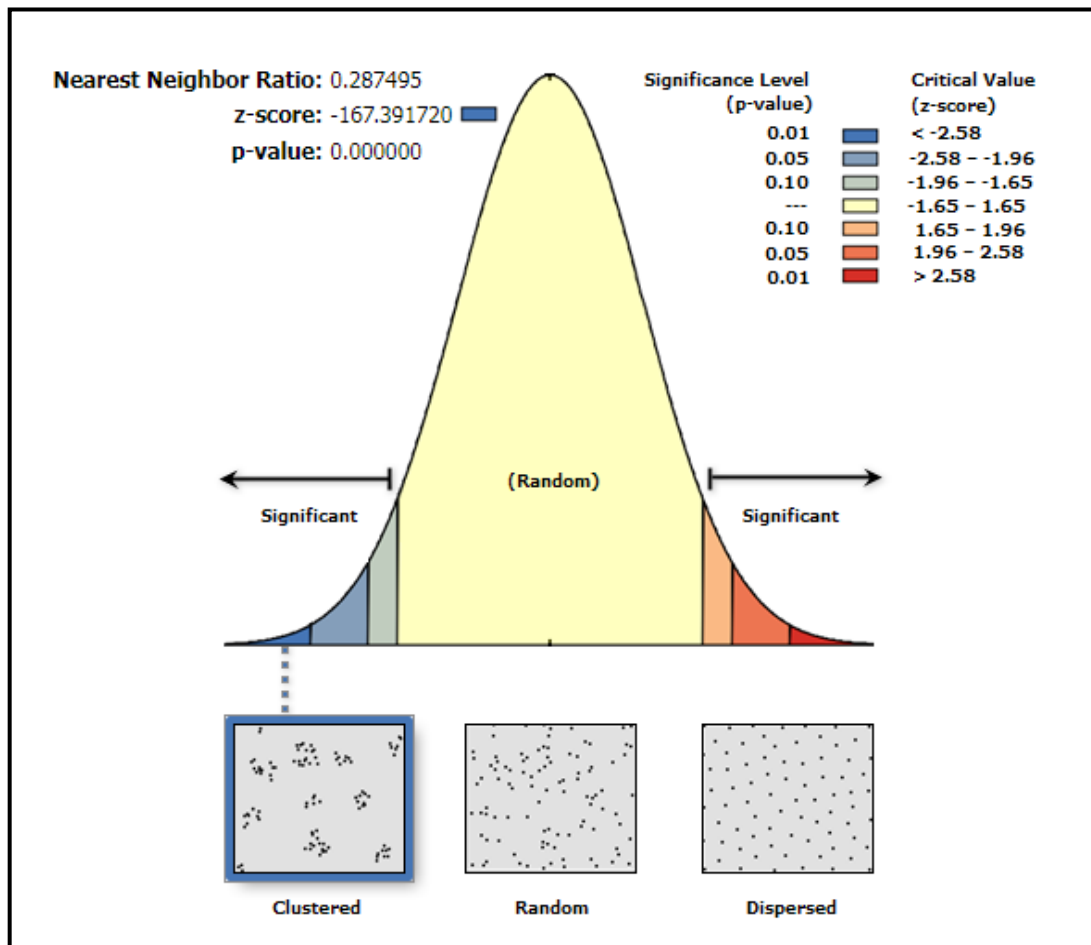 Nearest Neighbor Ratio: 0.287495
z-score: -167.391720
p-value: 0.000000
Significance Level
(p-value)
Critical Value
(z-score)
0.01 < -2.58
0.05 -2.58 – -1.96
0.10 -1.96 – -1.65
--- -1.65 – 1.65
0.10 1.65 – 1.96
0.05 1.96 – 2.58
0.01 > 2.58
(Random)
Significant
Significant
Clustered
Random
Dispersed